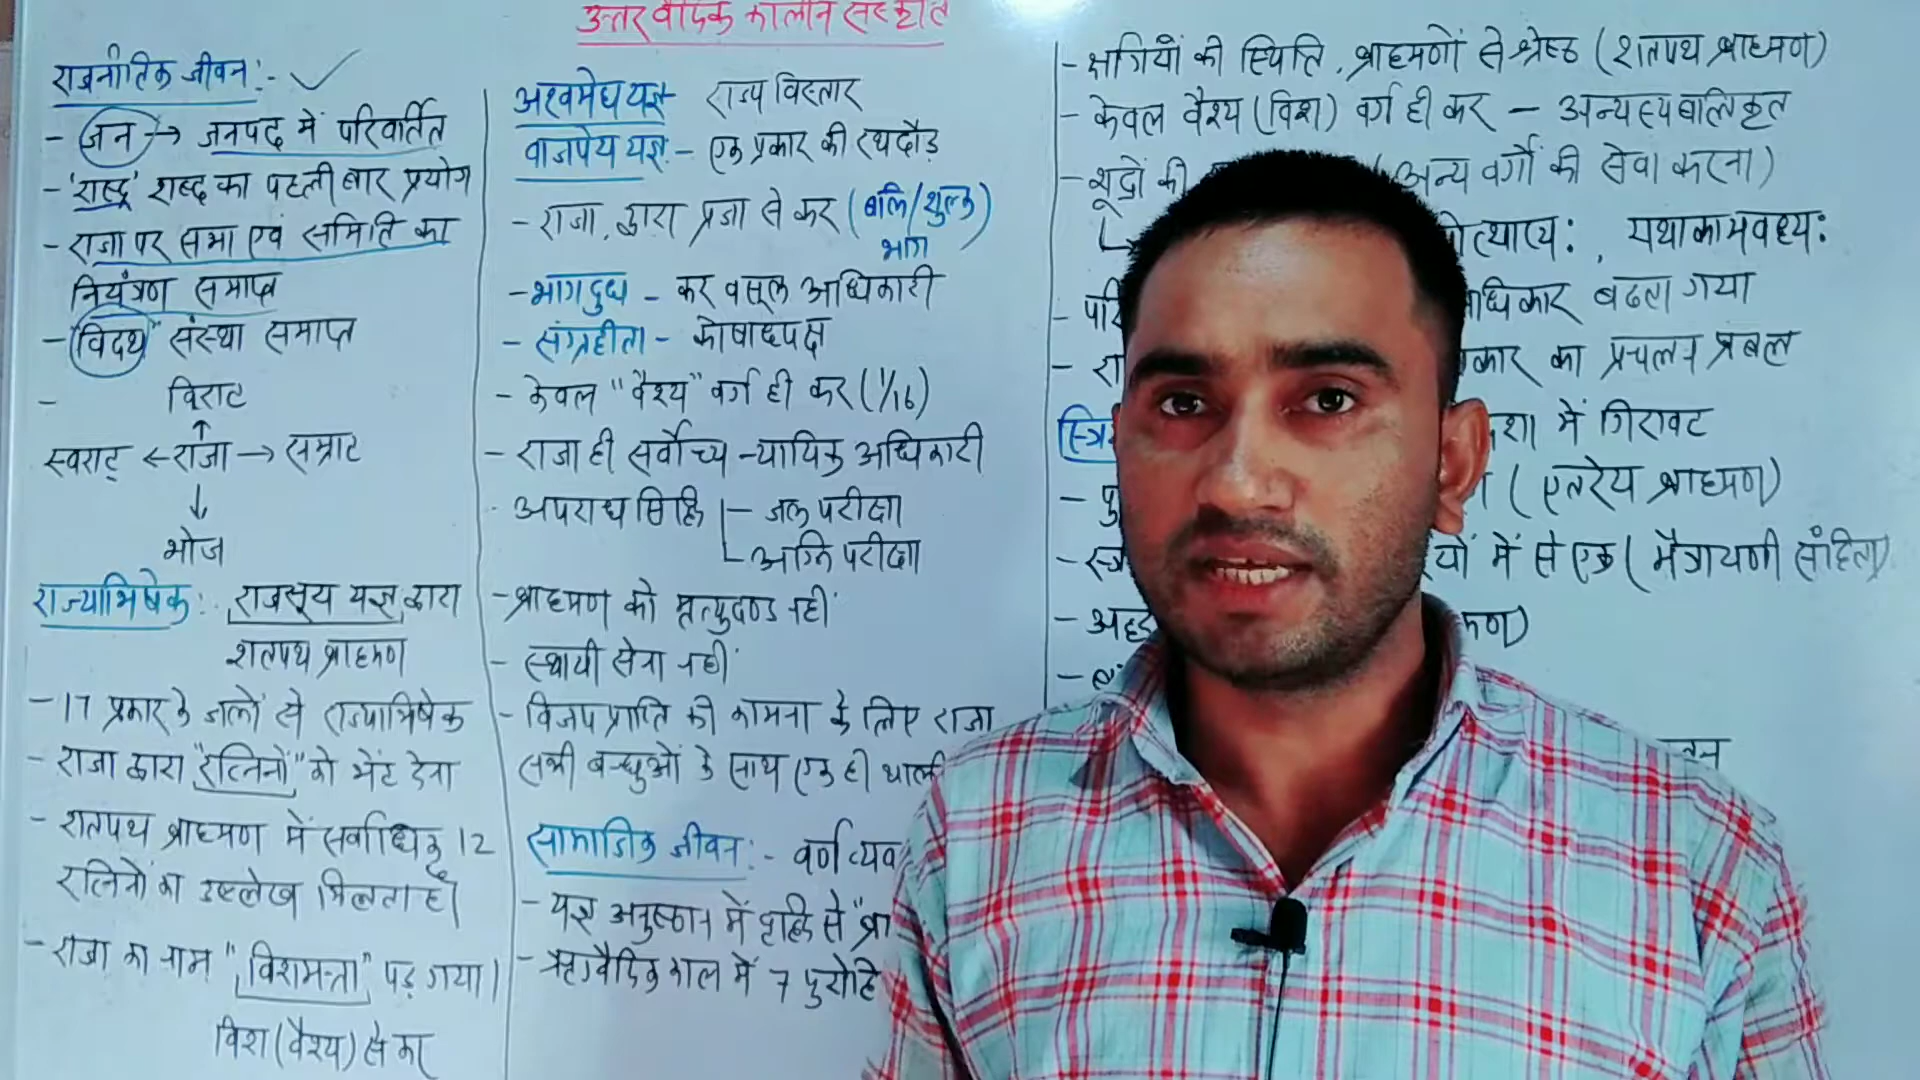 उत्तर वैदिक कालीन संस्कृति
राजनीतिक जीवन :-
- जन → जनपद में परिवर्तित
- 'राष्ट्र' शब्द का पहली बार प्रयोग
- राजा पर सभा एवं समिति का
नियंत्रण समाप्त
- "विदथ" संस्था समाप्त
- विराट
स्वराट् ← राजा → सम्राट
↓
भोज
राज्याभिषेक : राजसूय यज्ञ द्वारा
शतपथ ब्राह्मण
- 17 प्रकार के जलों से राज्याभिषेक
- राजा द्वारा "रत्निनों" को भेंट देना
- शतपथ ब्राह्मण में सर्वाधिक 12
रत्निनों का उल्लेख मिलता है।
- राजा का नाम "विशमत्ता" पड़ गया।
विश (वैश्य) से कर
अश्वमेघ यज्ञ - राज्य विस्तार
वाजपेय यज्ञ - एक प्रकार की रथदौड़
- राजा द्वारा प्रजा से कर (बलि/शुल्क)
भाग
- भागदुध - कर वसूल अधिकारी
- संग्रहीता - कोषाध्यक्ष
- केवल "वैश्य" वर्ग ही कर (1/16)
- राजा ही सर्वोच्च न्यायिक अधिकारी
- अपराध सिद्धि - जल परीक्षा
- अग्नि परीक्षा
- ब्राह्मण को मृत्युदण्ड नहीं
- स्थायी सेना नहीं
- विजय प्राप्ति की कामना के लिए राजा
सभी बन्धुओं के साथ एक ही थाली
सामाजिक जीवन :- वर्ण व्यव
- यज्ञ अनुष्ठान में वृद्धि से "ब्रा
- ऋग्वैदिक काल में 7 पुरोहि
- क्षत्रियों की स्थिति, ब्राह्मणों से श्रेष्ठ (शतपथ ब्राह्मण)
- केवल वैश्य (विश) वर्ग ही कर - अन्यस्यबलिकृत
- शूद्रों की (अन्य वर्गों की सेवा करना)
यथाकामवध्य:
- बढता गया
- का प्रचलन प्रबल
में गिरावट
- (एतरेय ब्राह्मण)
- में से एक (मैत्रायणी संहिता)